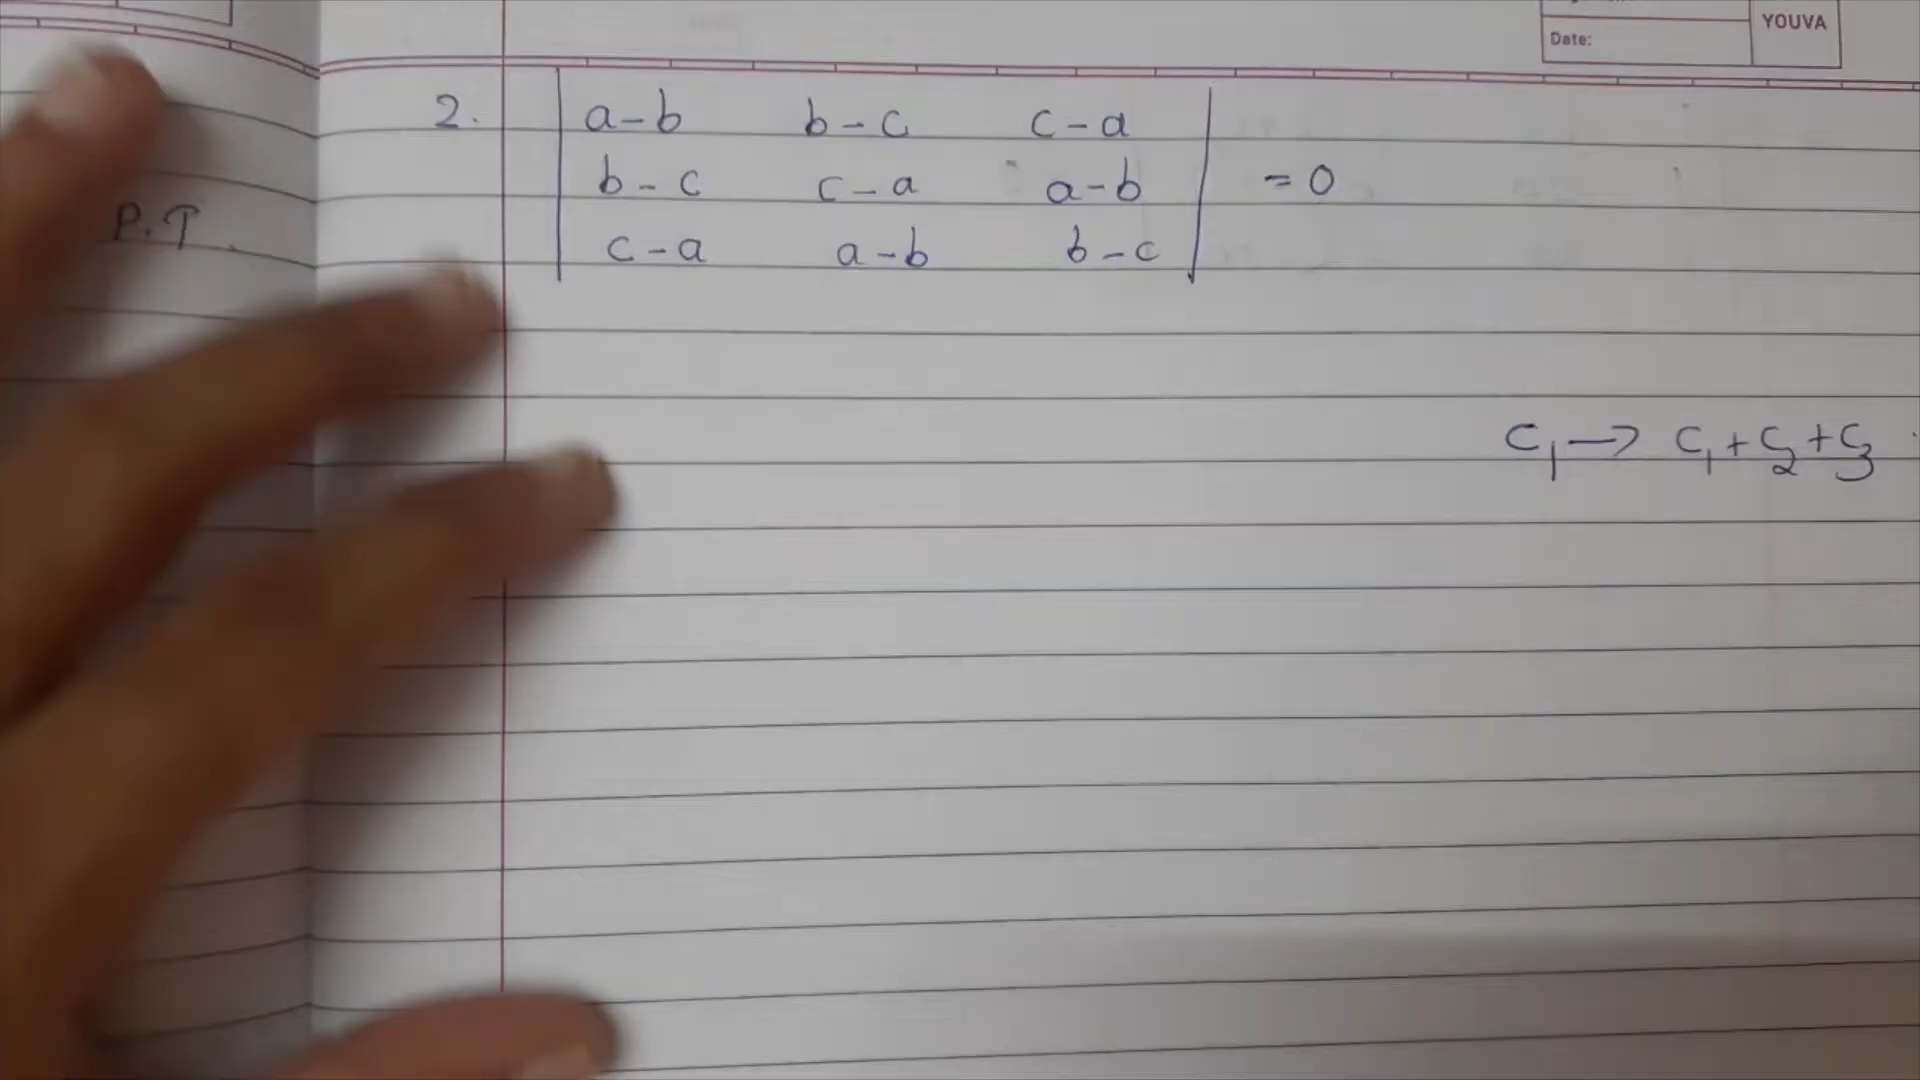 YOUVA
Date:
2. | a-b b-c c-a |
| b-c c-a a-b | = 0
P.T
| c-a a-b b-c |
C₁ → C₁ + C₂ + C₃